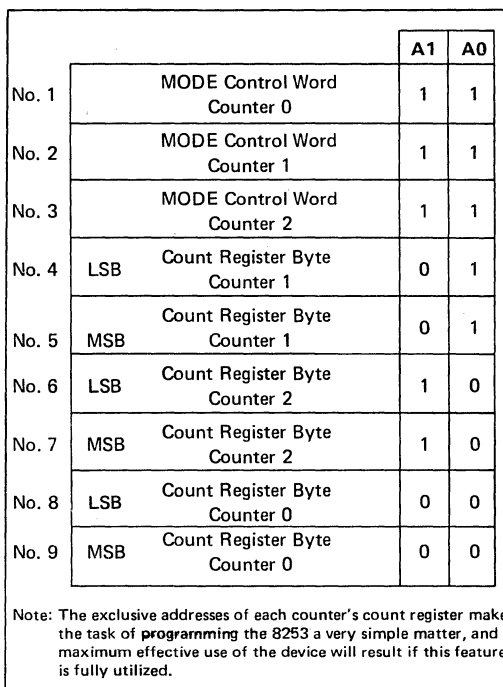 A1 A0
No. 1 MODE Control Word
Counter 0 1 1
No. 2 MODE Control Word
Counter 1 1 1
No. 3 MODE Control Word
Counter 2 1 1
No. 4 LSB Count Register Byte
Counter 1 0 1
No. 5 MSB Count Register Byte
Counter 1 0 1
No. 6 LSB Count Register Byte
Counter 2 1 0
No. 7 MSB Count Register Byte
Counter 2 1 0
No. 8 LSB Count Register Byte
Counter 0 0 0
No. 9 MSB Count Register Byte
Counter 0 0 0
Note: The exclusive addresses of each counter's count register make
the task of programming the 8253 a very simple matter, and
maximum effective use of the device will result if this feature
is fully utilized.